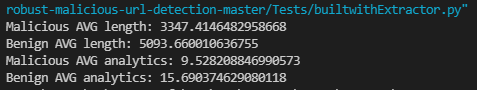 robust-malicious-url-detection-master/Tests/builtwithExtractor.py"
Malicious AVG length: 3347.4146482958668
Benign AVG length: 5093.660010636755
Malicious AVG analytics: 9.528208846990573
Benign AVG analytics: 15.690374629080118